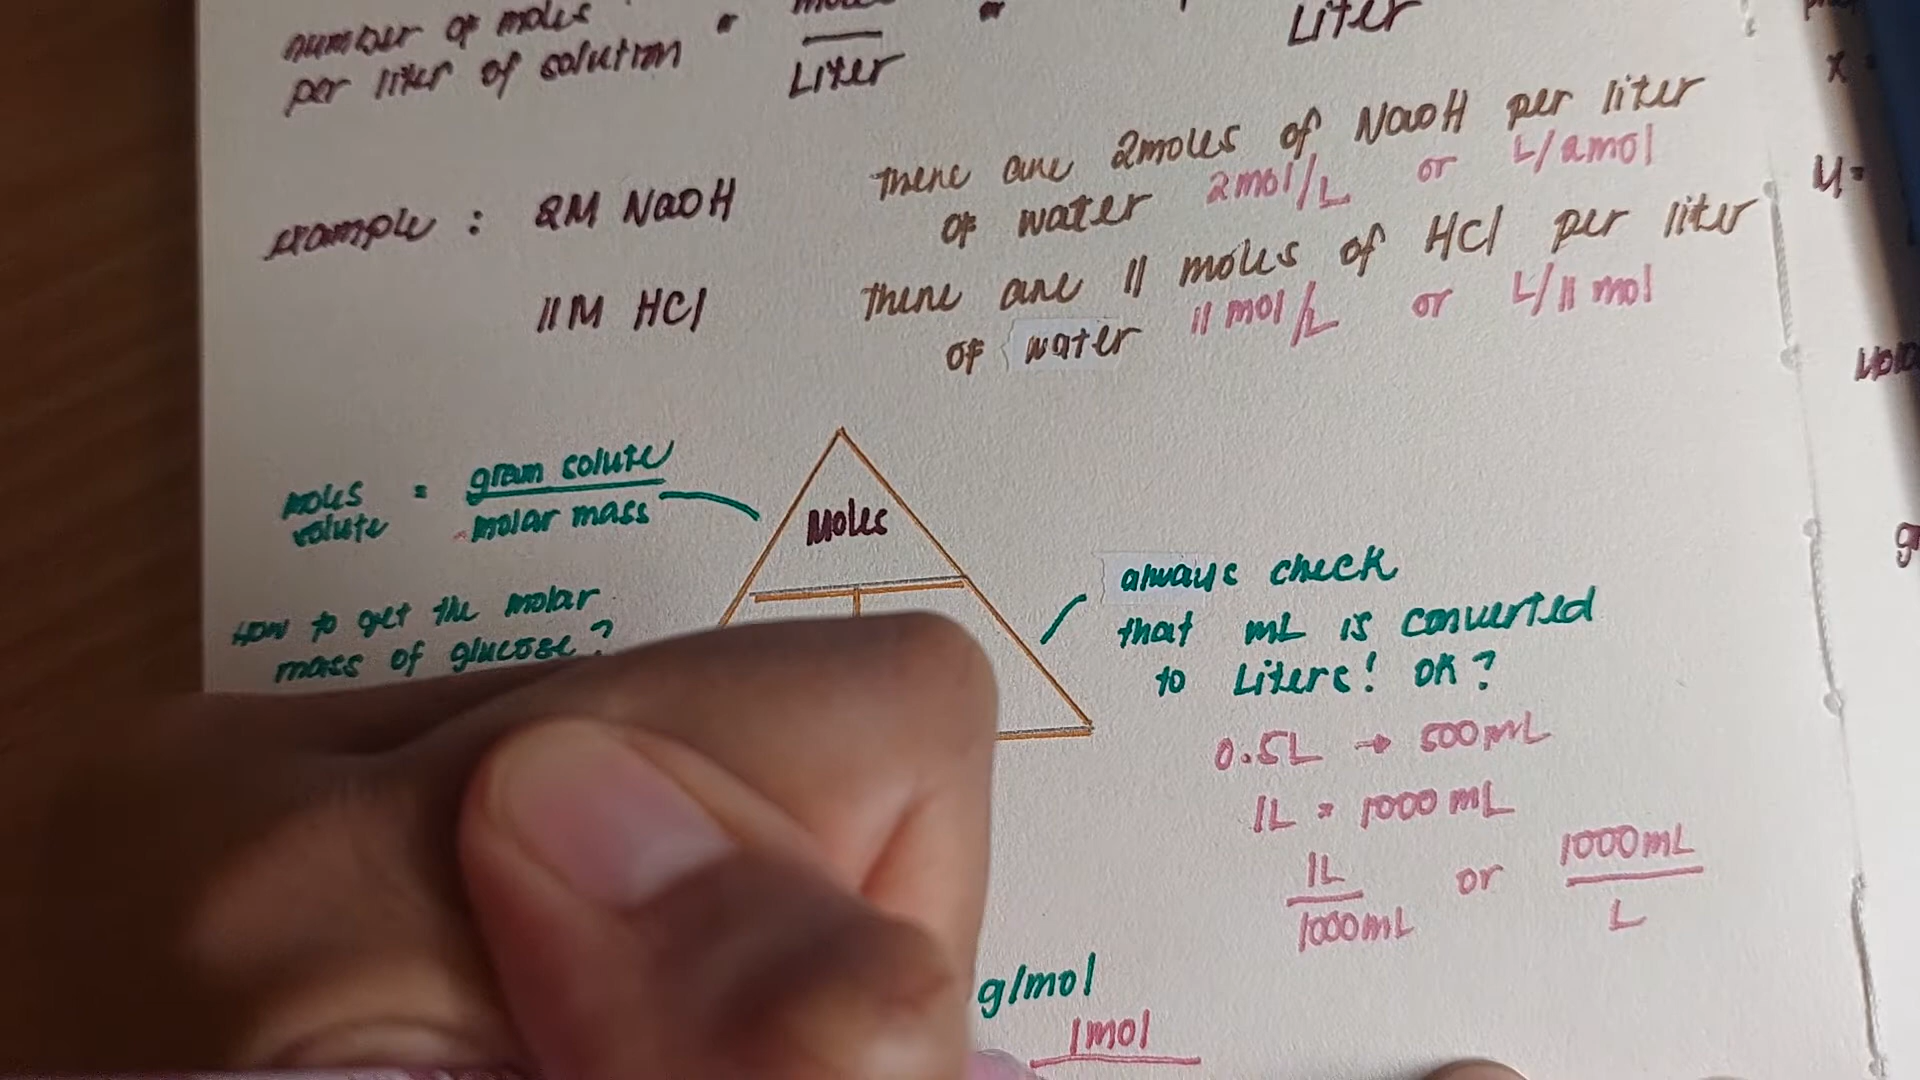 number of moles
per liter of solution
=
Liter
Liter
example : 2M NaOH
There are 2moles of NaOH per liter
of water 2mol/L or L/2mol
11M HCl
There are 11 moles of HCl per liter
of water 11 mol/L or L/11 mol
moles solute = gram solute
molar mass
Moles
always check
that mL is converted
to Liters! OK?
How to get the molar
mass of glucose?
0.5L → 500mL
1L = 1000 mL
1L or 1000mL
1000mL L
g/mol
1mol